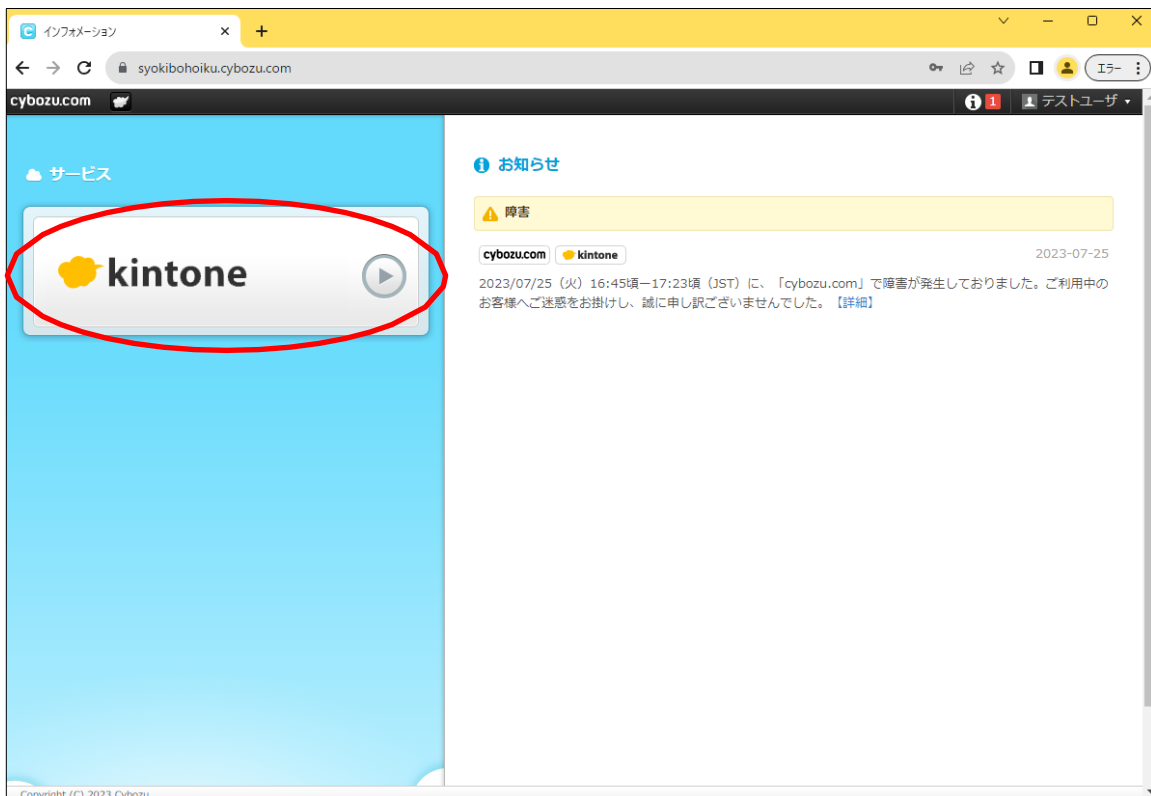 インフォメーション
syokibohoiku.cybozu.com
エラー
cybozu.com
1
テストユーザ
サービス
kintone
お知らせ
障害
cybozu.com kintone 2023-07-25
2023/07/25（火）16:45頃ー17:23頃（JST）に、「cybozu.com」で障害が発生しておりました。ご利用中の
お客様へご迷惑をお掛けし、誠に申し訳ございませんでした。【詳細】
Copyright (C) 2023 Cybozu